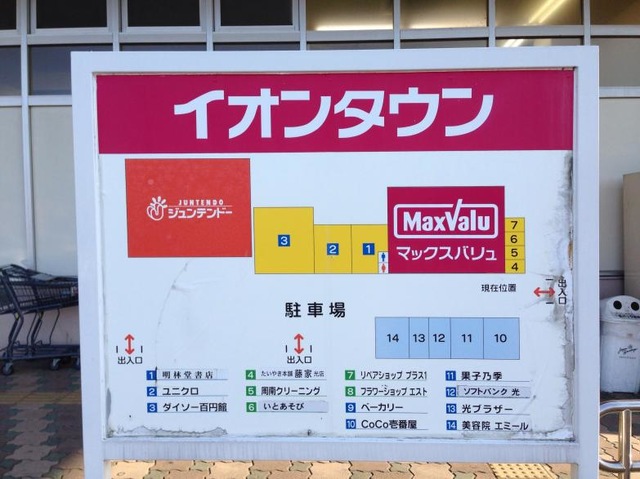 イオンタウン
JUNTENDO
ジュンテンドー
MaxValu
マックスバリュ
3
2
1
7
6
5
4
現在位置
出入口
駐車場
14 13 12 11 10
出入口
出入口
1 明林堂書店
2 ユニクロ
3 ダイソー百円館
4 たいやき本舗 藤家 光店
5 周南クリーニング
6 いとあそび
7 リペアショップ プラス1
8 フラワーショップ エスト
9 ベーカリー
10 CoCo壱番屋
11 菓子乃季
12 ソフトバンク 光
13 光ブラザー
14 美容院 エミール